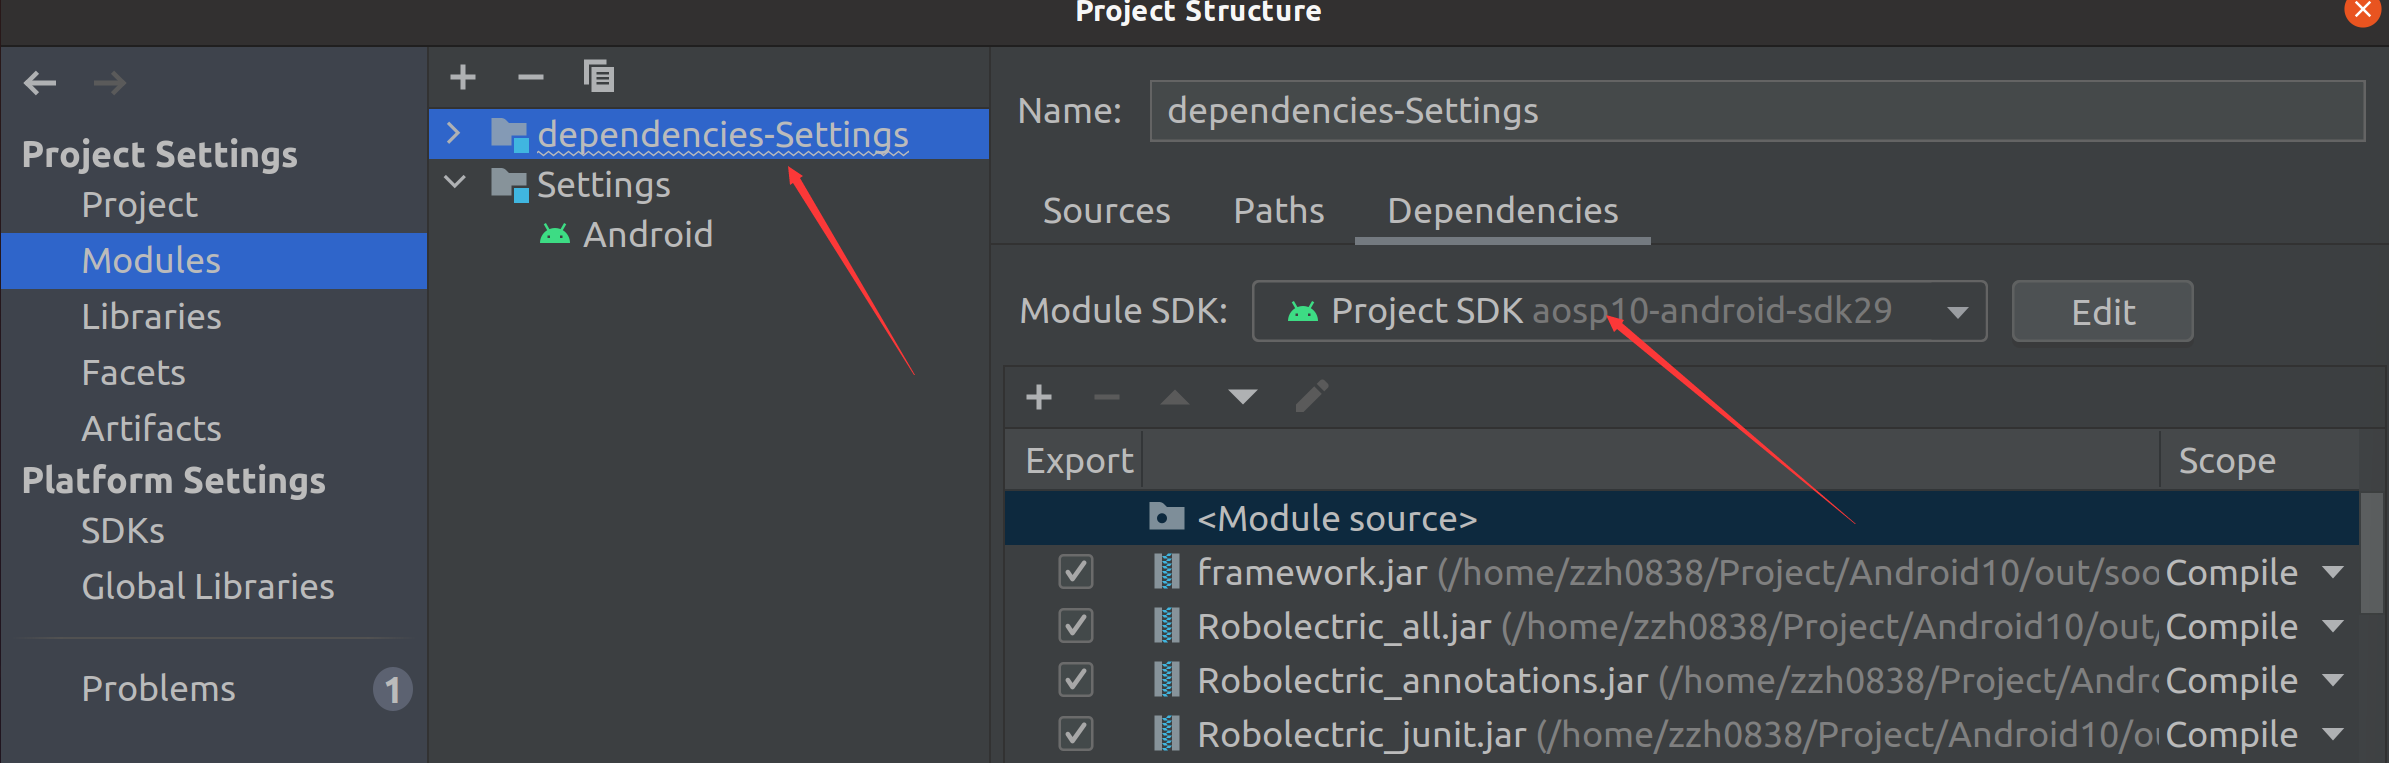 Project Structure
Project Settings
Project
Modules
Libraries
Facets
Artifacts
Platform Settings
SDKs
Global Libraries
Problems 1
dependencies-Settings
Settings
Android
Name: dependencies-Settings
Sources Paths Dependencies
Module SDK: Project SDK aosp10-android-sdk29 Edit
Export Scope
<Module source>
framework.jar (/home/zzh0838/Project/Android10/out/soo Compile
Robolectric_all.jar (/home/zzh0838/Project/Android10/out/ Compile
Robolectric_annotations.jar (/home/zzh0838/Project/Andro Compile
Robolectric_junit.jar (/home/zzh0838/Project/Android10/ou Compile